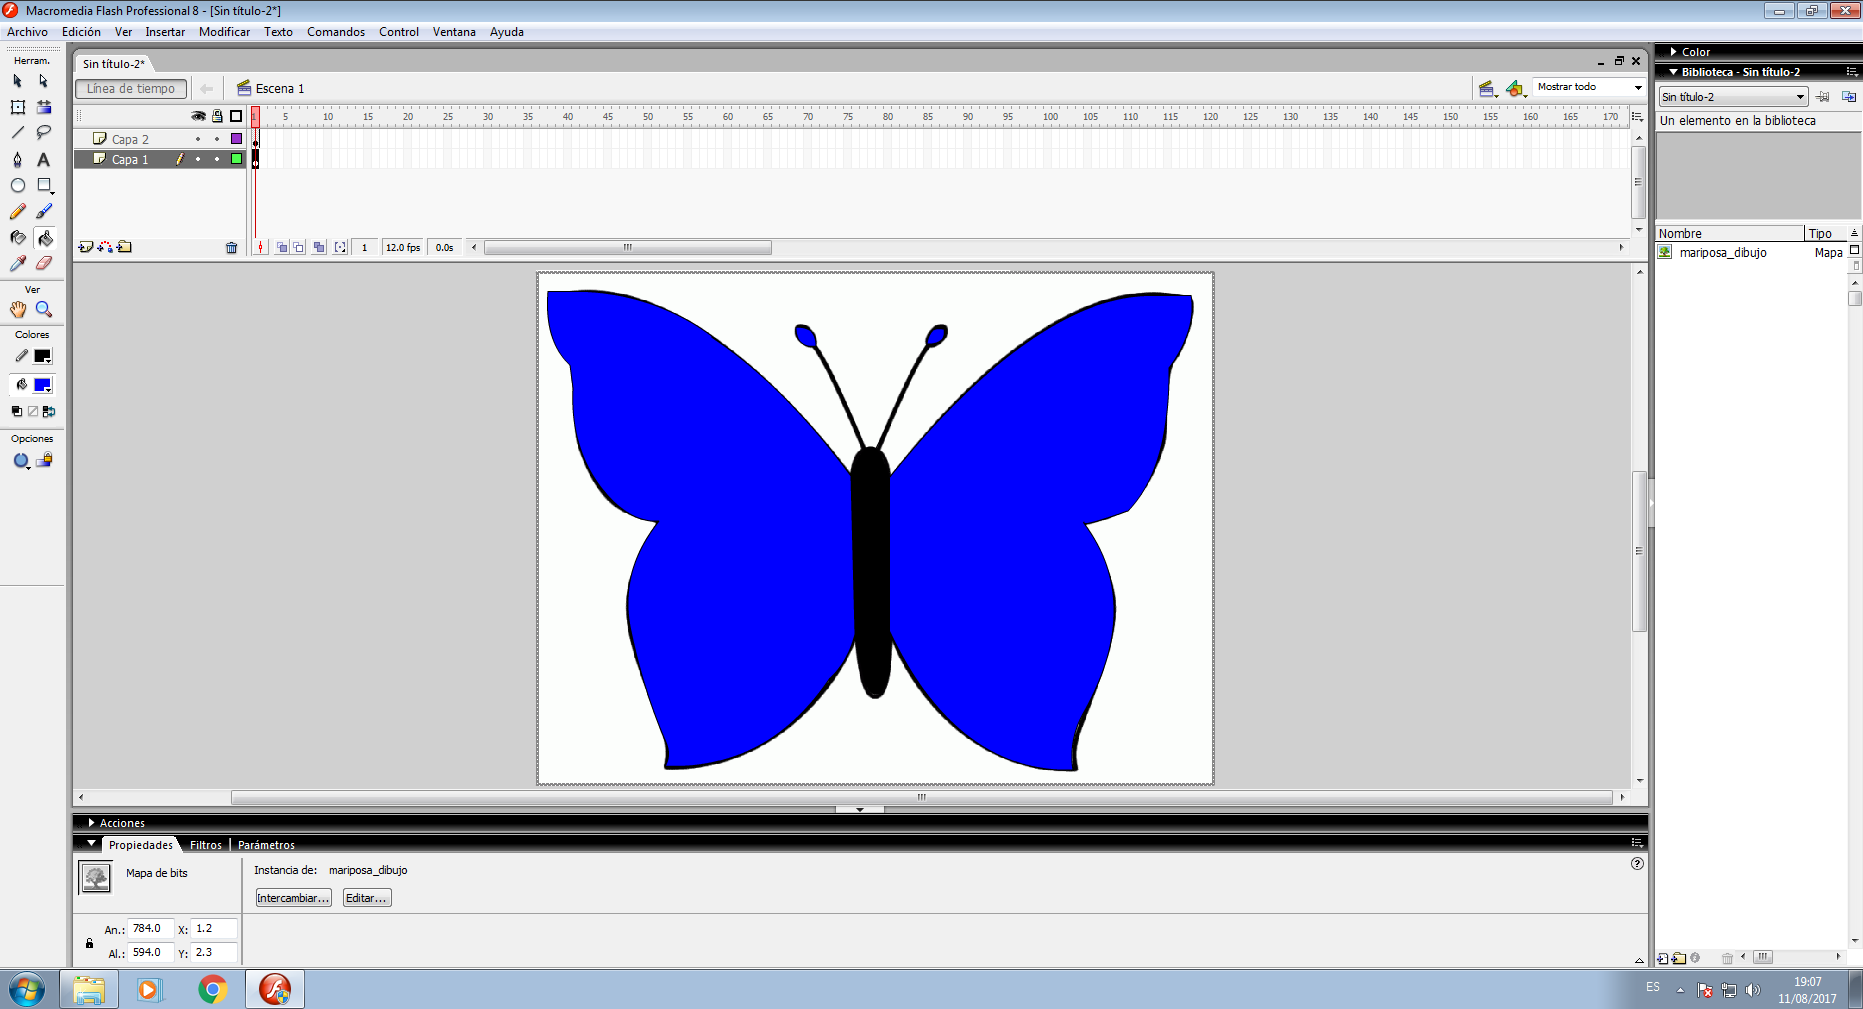 Macromedia Flash Professional 8 - [Sin título-2*]
Archivo Edición Ver Insertar Modificar Texto Comandos Control Ventana Ayuda
Herram.
Sin título-2*
Línea de tiempo
Escena 1
Mostrar todo
1 5 10 15 20 25 30 35 40 45 50 55 60 65 70 75 80 85 90 95 100 105 110 115 120 125 130 135 140 145 150 155 160 165 170
Capa 2
Capa 1
1 12.0 fps 0.0s
Ver
Colores
Opciones
Color
Biblioteca - Sin título-2
Sin título-2
Un elemento en la biblioteca
Nombre Tipo
mariposa_dibujo Mapa
Acciones
Propiedades Filtros Parámetros
Mapa de bits
Instancia de: mariposa_dibujo
Intercambiar... Editar...
An.: 784.0 X: 1.2
Al.: 594.0 Y: 2.3
ES
19:07
11/08/2017